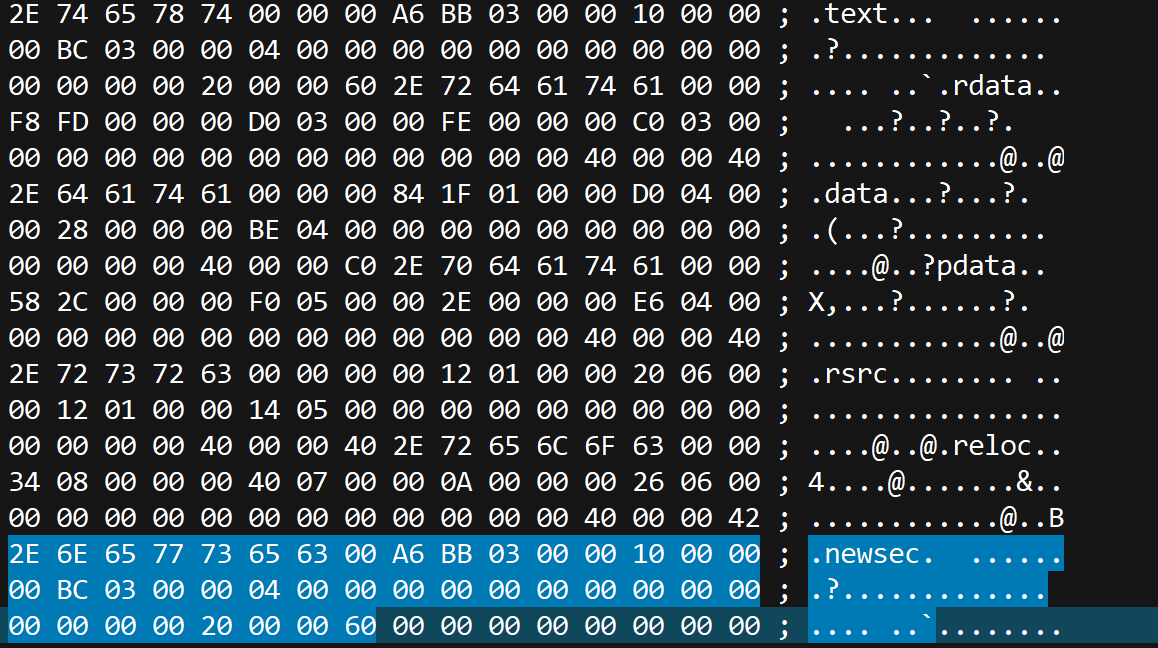 2E 74 65 78 74 00 00 00 A6 BB 03 00 00 10 00 00 ; .text...  ......
00 BC 03 00 00 04 00 00 00 00 00 00 00 00 00 00 ; .?.............
00 00 00 00 20 00 00 60 2E 72 64 61 74 61 00 00 ; .... ..`.rdata..
F8 FD 00 00 00 D0 03 00 00 FE 00 00 00 C0 03 00 ;   ...?..?..?.
00 00 00 00 00 00 00 00 00 00 00 00 40 00 00 40 ; ............@..@
2E 64 61 74 61 00 00 00 84 1F 01 00 00 D0 04 00 ; .data...?...?.
00 28 00 00 00 BE 04 00 00 00 00 00 00 00 00 00 ; .(...?.........
00 00 00 00 40 00 00 C0 2E 70 64 61 74 61 00 00 ; ....@..?pdata..
58 2C 00 00 00 F0 05 00 00 2E 00 00 00 E6 04 00 ; X,...?......?.
00 00 00 00 00 00 00 00 00 00 00 00 40 00 00 40 ; ............@..@
2E 72 73 72 63 00 00 00 00 12 01 00 00 20 06 00 ; .rsrc........ ..
00 12 01 00 00 14 05 00 00 00 00 00 00 00 00 00 ; ................
00 00 00 00 40 00 00 40 2E 72 65 6C 6F 63 00 00 ; ....@..@.reloc..
34 08 00 00 00 40 07 00 00 0A 00 00 00 26 06 00 ; 4....@.......&..
00 00 00 00 00 00 00 00 00 00 00 00 40 00 00 42 ; ............@..B
2E 6E 65 77 73 65 63 00 A6 BB 03 00 00 10 00 00 ; .newsec.  ......
00 BC 03 00 00 04 00 00 00 00 00 00 00 00 00 00 ; .?.............
00 00 00 00 20 00 00 60 00 00 00 00 00 00 00 00 ; .... ..`........